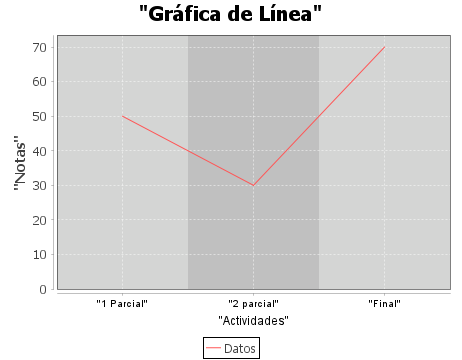 "Gráfica de Línea"
"Notas"
70
60
50
40
30
20
10
0
"1 Parcial"
"2 parcial"
"Final"
"Actividades"
Datos